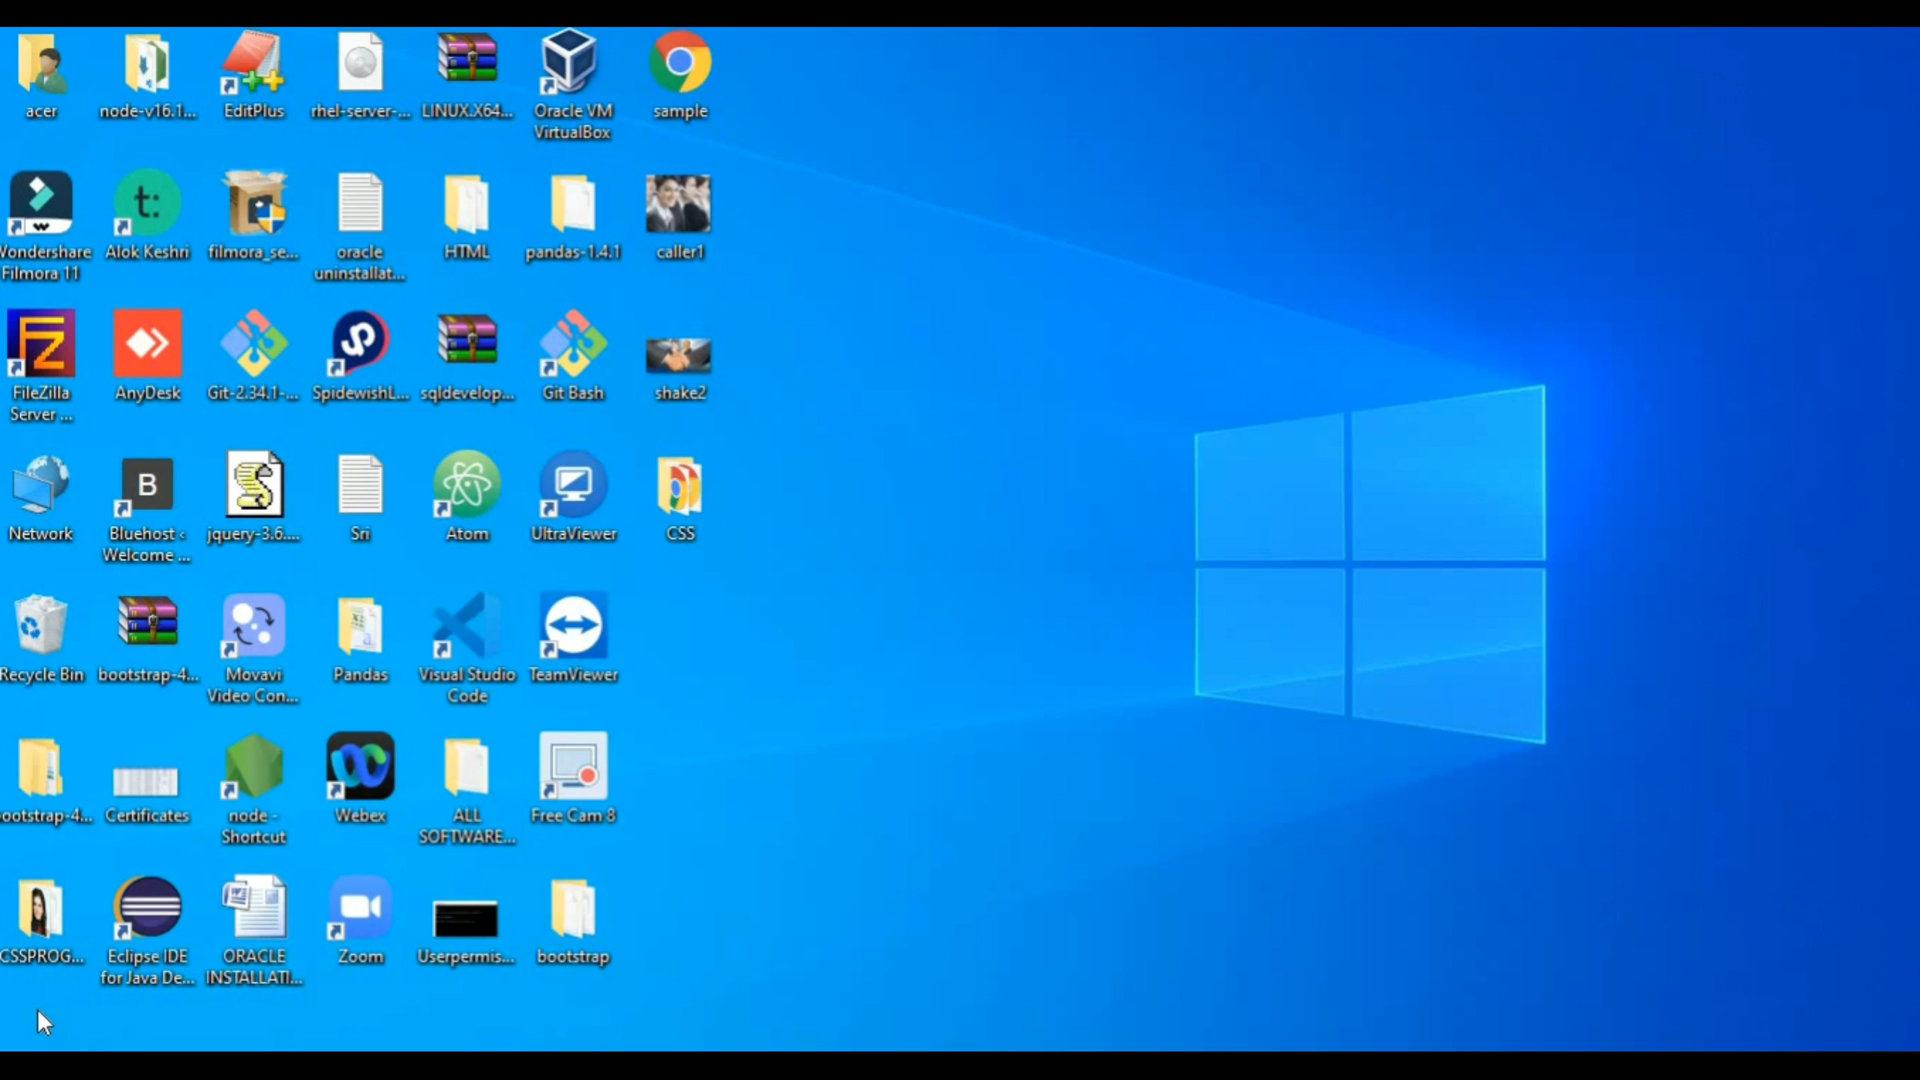 acer
node-v16.1...
EditPlus
rhel-server-...
LINUX.X64...
Oracle VM
VirtualBox
sample
Wondershare
Filmora 11
t:
Alok Keshri
filmora_se...
oracle
uninstallat...
HTML
pandas-1.4.1
caller1
FZ
FileZilla
Server ...
AnyDesk
Git-2.34.1-...
SpidewishL...
sqldevelop...
Git Bash
shake2
Network
B
Bluehost ‹
Welcome ...
jquery-3.6....
Sri
Atom
UltraViewer
CSS
Recycle Bin
bootstrap-4...
Movavi
Video Con...
Pandas
Visual Studio
Code
TeamViewer
ootstrap-4...
Certificates
node -
Shortcut
Webex
ALL
SOFTWARE...
Free Cam 8
CSSPROG...
Eclipse IDE
for Java De...
ORACLE
INSTALLATI...
Zoom
Userpermis...
bootstrap